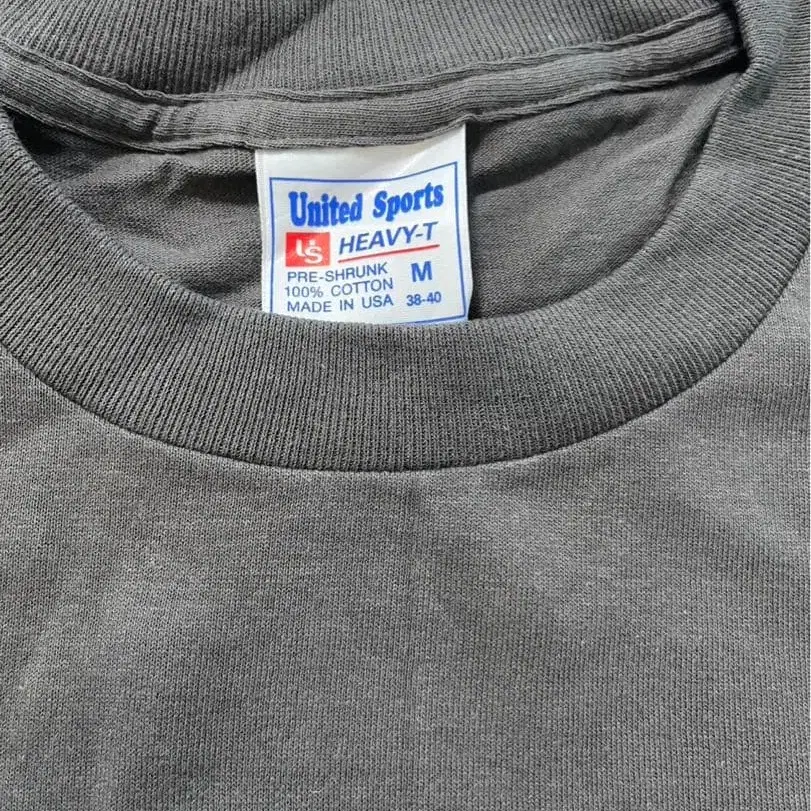 United Sports
US HEAVY-T
PRE-SHRUNK M
100% COTTON
MADE IN USA 38-40